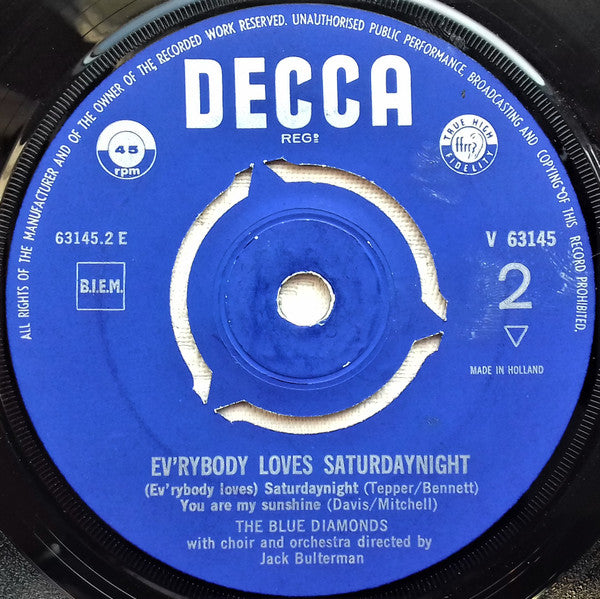 ALL RIGHTS OF THE MANUFACTURER AND OF THE OWNER OF THE RECORDED WORK RESERVED. UNAUTHORISED PUBLIC PERFORMANCE, BROADCASTING AND COPYING OF THIS RECORD PROHIBITED.
DECCA
REGD
45
rpm
TRUE HIGH
ffrr
FIDELITY
63145.2 E
V 63145
B.I.E.M.
2
MADE IN HOLLAND
EV'RYBODY LOVES SATURDAYNIGHT
(Ev'rybody loves) Saturdaynight (Tepper/Bennett)
You are my sunshine (Davis/Mitchell)
THE BLUE DIAMONDS
with choir and orchestra directed by
Jack Bulterman